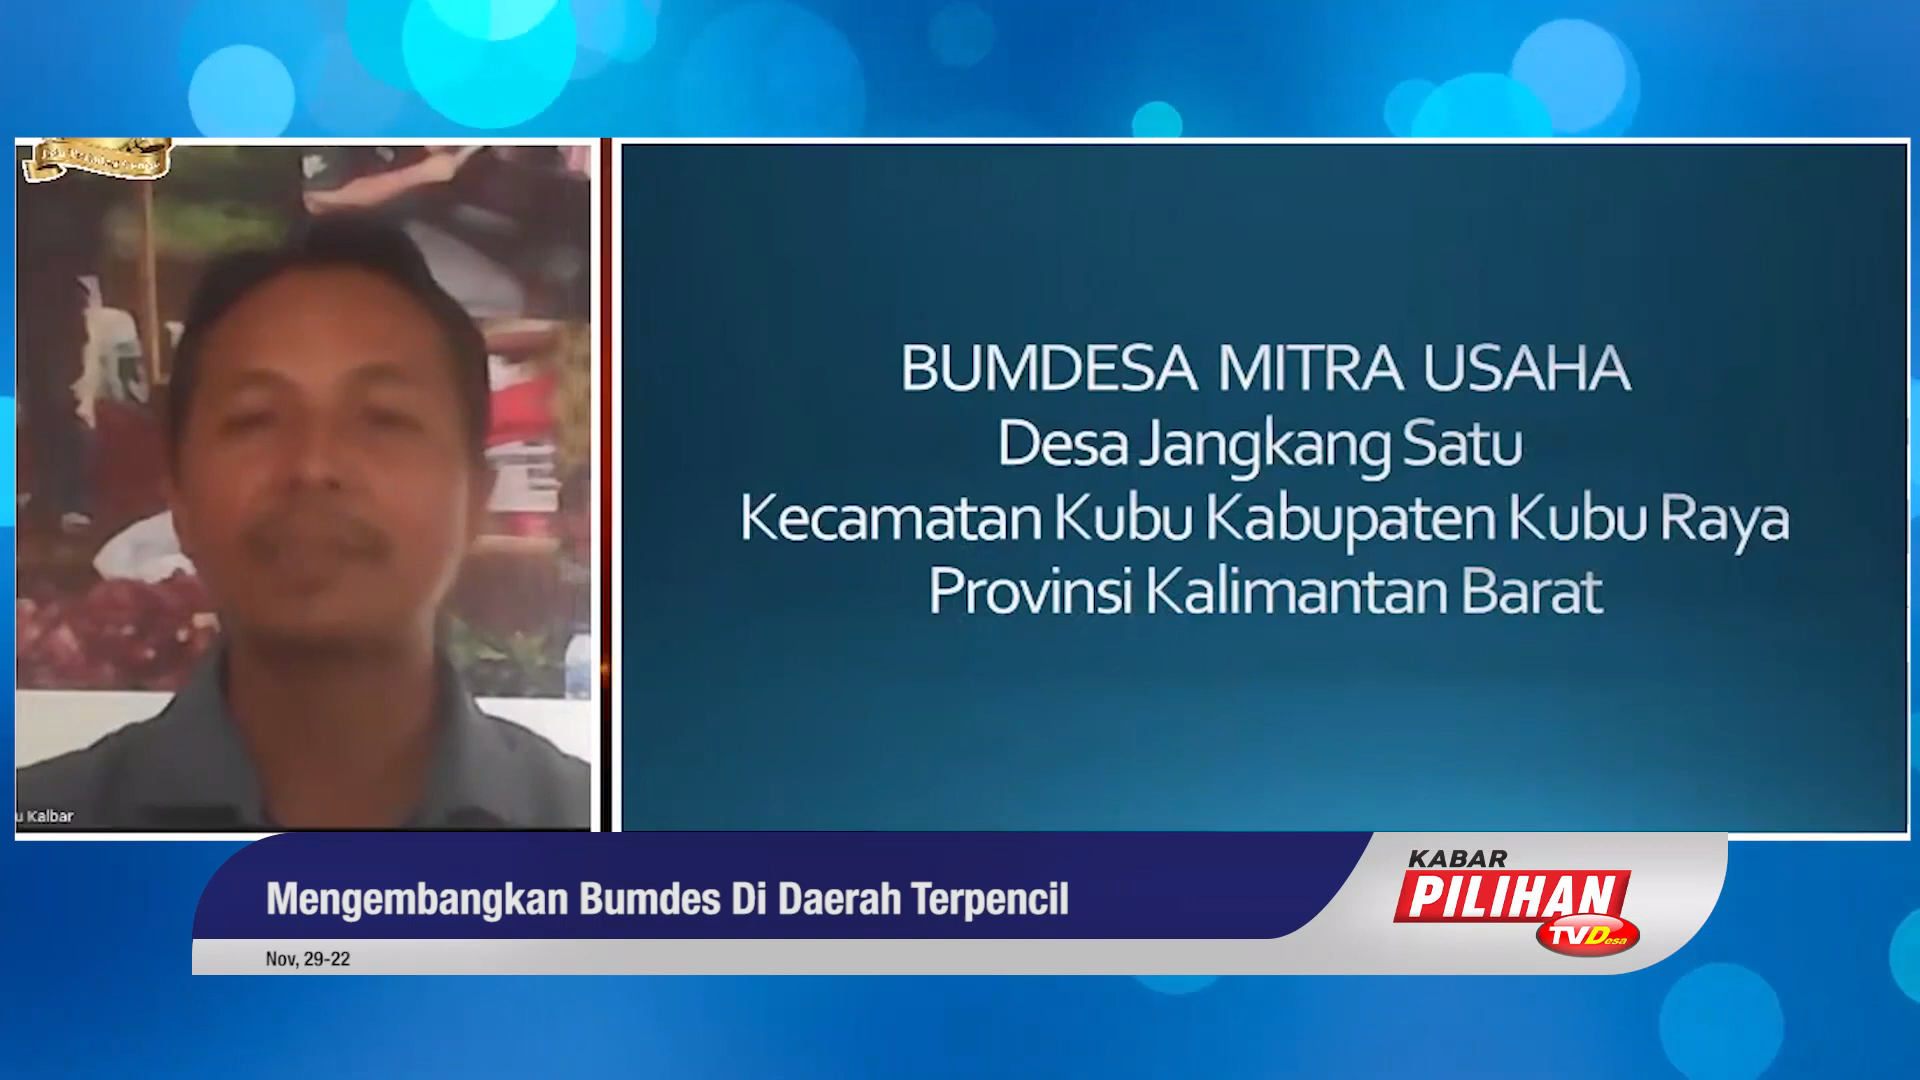 BUMDESA MITRA USAHA
Desa Jangkang Satu
Kecamatan Kubu Kabupaten Kubu Raya
Provinsi Kalimantan Barat
u Kalbar
Mengembangkan Bumdes Di Daerah Terpencil
Nov, 29-22
KABAR
PILIHAN
TVDesa